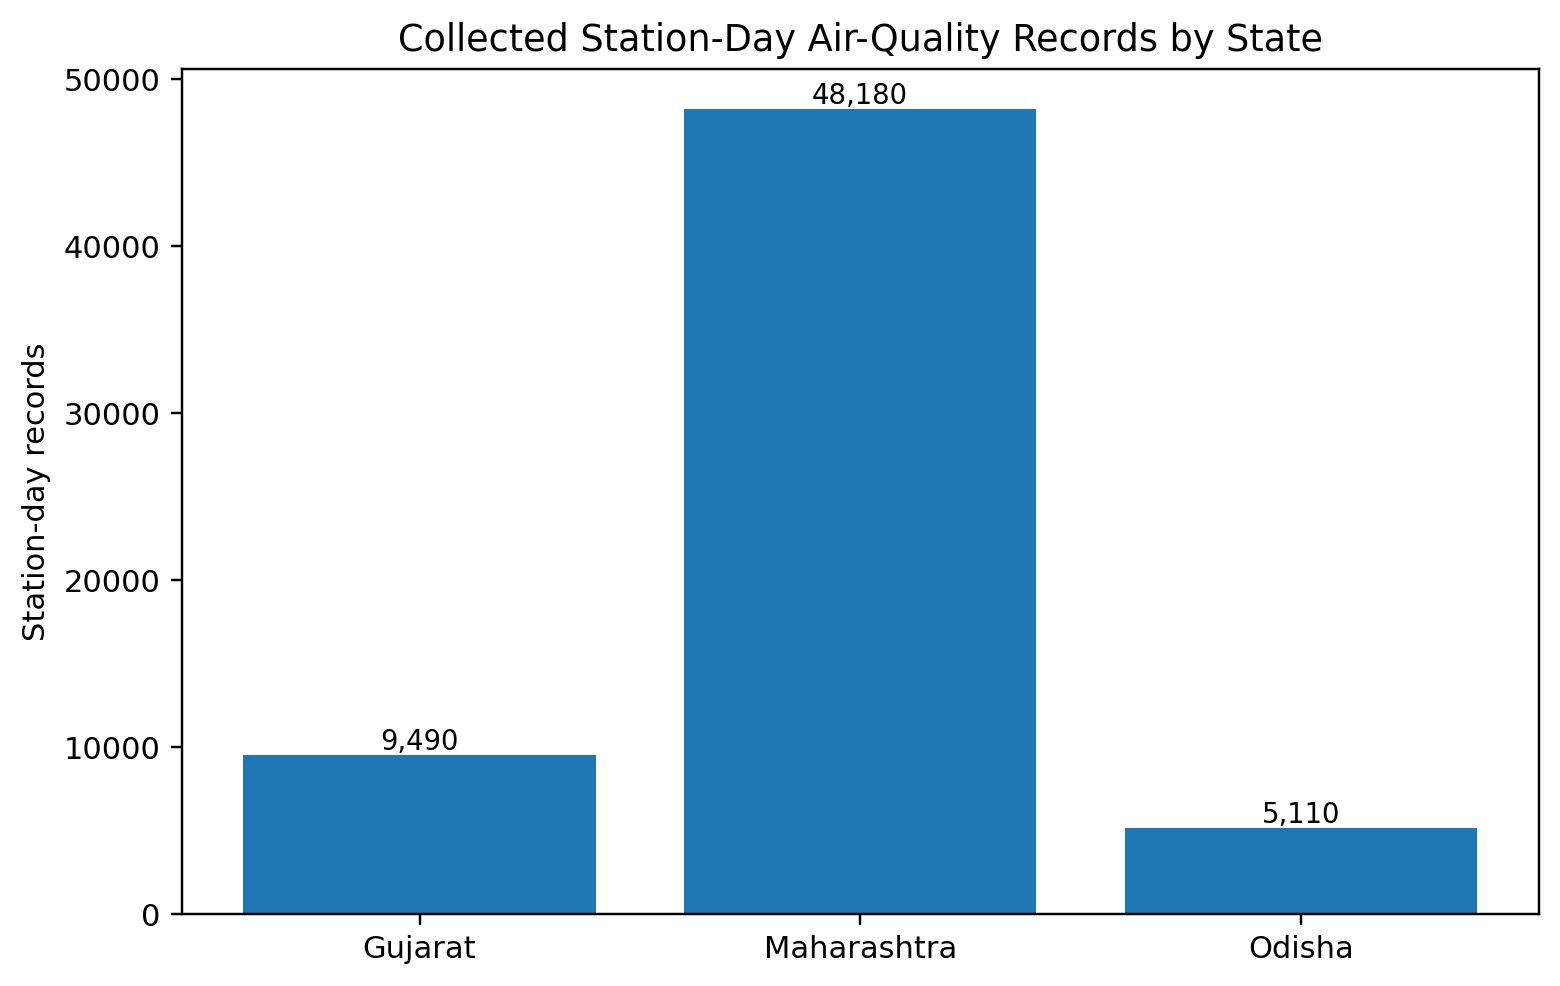 Collected Station-Day Air-Quality Records by State
Station-day records
50000
40000
30000
20000
10000
0
9,490
48,180
5,110
Gujarat
Maharashtra
Odisha